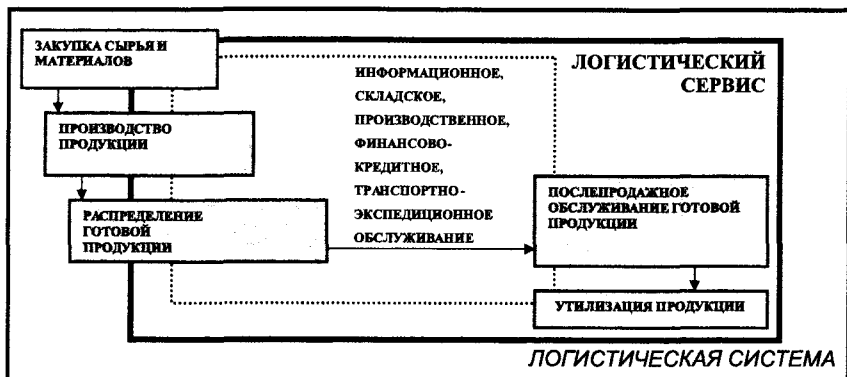 ЗАКУПКА СЫРЬЯ И
МАТЕРИАЛОВ
ПРОИЗВОДСТВО
ПРОДУКЦИИ
РАСПРЕДЕЛЕНИЕ
ГОТОВОЙ
ПРОДУКЦИИ
ИНФОРМАЦИОННОЕ,
СКЛАДСКОЕ,
ПРОИЗВОДСТВЕННОЕ,
ФИНАНСОВО-
КРЕДИТНОЕ,
ТРАНСПОРТНО-
ЭКСПЕДИЦИОННОЕ
ОБСЛУЖИВАНИЕ
ЛОГИСТИЧЕСКИЙ
СЕРВИС
ПОСЛЕПРОДАЖНОЕ
ОБСЛУЖИВАНИЕ ГОТОВОЙ
ПРОДУКЦИИ
УТИЛИЗАЦИЯ ПРОДУКЦИИ
ЛОГИСТИЧЕСКАЯ СИСТЕМА